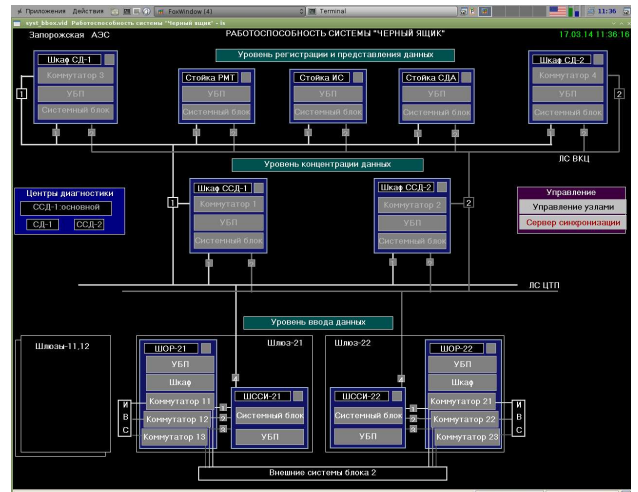 Приложения Действия FoxWindow (4) Terminal 11:36
syst_bbox.vid Работоспособность системы "Черный ящик" - ix
Запорожская АЭС РАБОТОСПОСОБНОСТЬ СИСТЕМЫ "ЧЕРНЫЙ ЯЩИК" 17.03.14 11:36:16
Уровень регистрации и представления данных
Шкаф СД-1
Коммутатор 3
УБП
Системный блок
1
Стойка РМТ
УБП
Системный блок
Стойка ИС
УБП
Системный блок
Стойка СДА
УБП
Системный блок
Шкаф СД-2
Коммутатор 4
УБП
Системный блок
2
ЛС ВКЦ
Уровень концентрации данных
Центры диагностики
ССД-1:основной
СД-1 ССД-2
1
Шкаф ССД-1
Коммутатор 1
УБП
Системный блок
Шкаф ССД-2
Коммутатор 2
УБП
Системный блок
2
Управление
Управление узлами
Сервер синхронизации
ЛС ЦТП
Уровень ввода данных
Шлюзы-11,12
Шлюз-21
ШОР-21
УБП
Шкаф
Коммутатор 11
Коммутатор 12
Коммутатор 13
И
В
С
ШССИ-21
Системный блок
УБП
Шлюз-22
ШССИ-22
Системный блок
УБП
ШОР-22
УБП
Шкаф
Коммутатор 21
Коммутатор 22
Коммутатор 23
И
В
С
Внешние системы блока 2